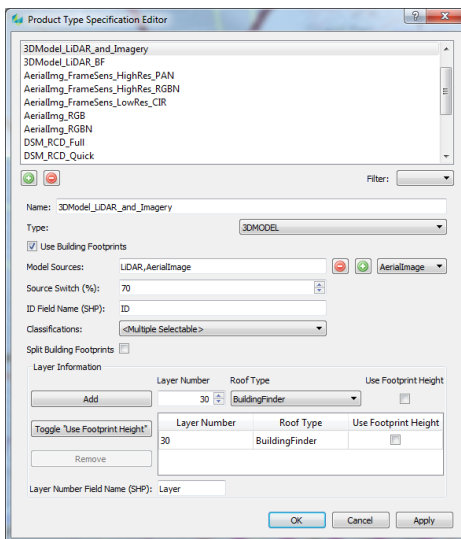 Product Type Specification Editor
3DModel_LiDAR_and_Imagery
3DModel_LiDAR_BF
AerialImg_FrameSens_HighRes_PAN
AerialImg_FrameSens_HighRes_RGBN
AerialImg_FrameSens_LowRes_CIR
AerialImg_RGB
AerialImg_RGBN
DSM_RCD_Full
DSM_RCD_Quick
Filter:
Name: 3DModel_LiDAR_and_Imagery
Type: 3DMODEL
Use Building Footprints
Model Sources: LiDAR,AerialImage AerialImage
Source Switch (%): 70
ID Field Name (SHP): ID
Classifications: <Multiple Selectable>
Split Building Footprints
Layer Information
Layer Number Roof Type Use Footprint Height
Add 30 BuildingFinder
Toggle "Use Footprint Height" Layer Number Roof Type Use Footprint Height
30 BuildingFinder
Remove
Layer Number Field Name (SHP): Layer
OK Cancel Apply